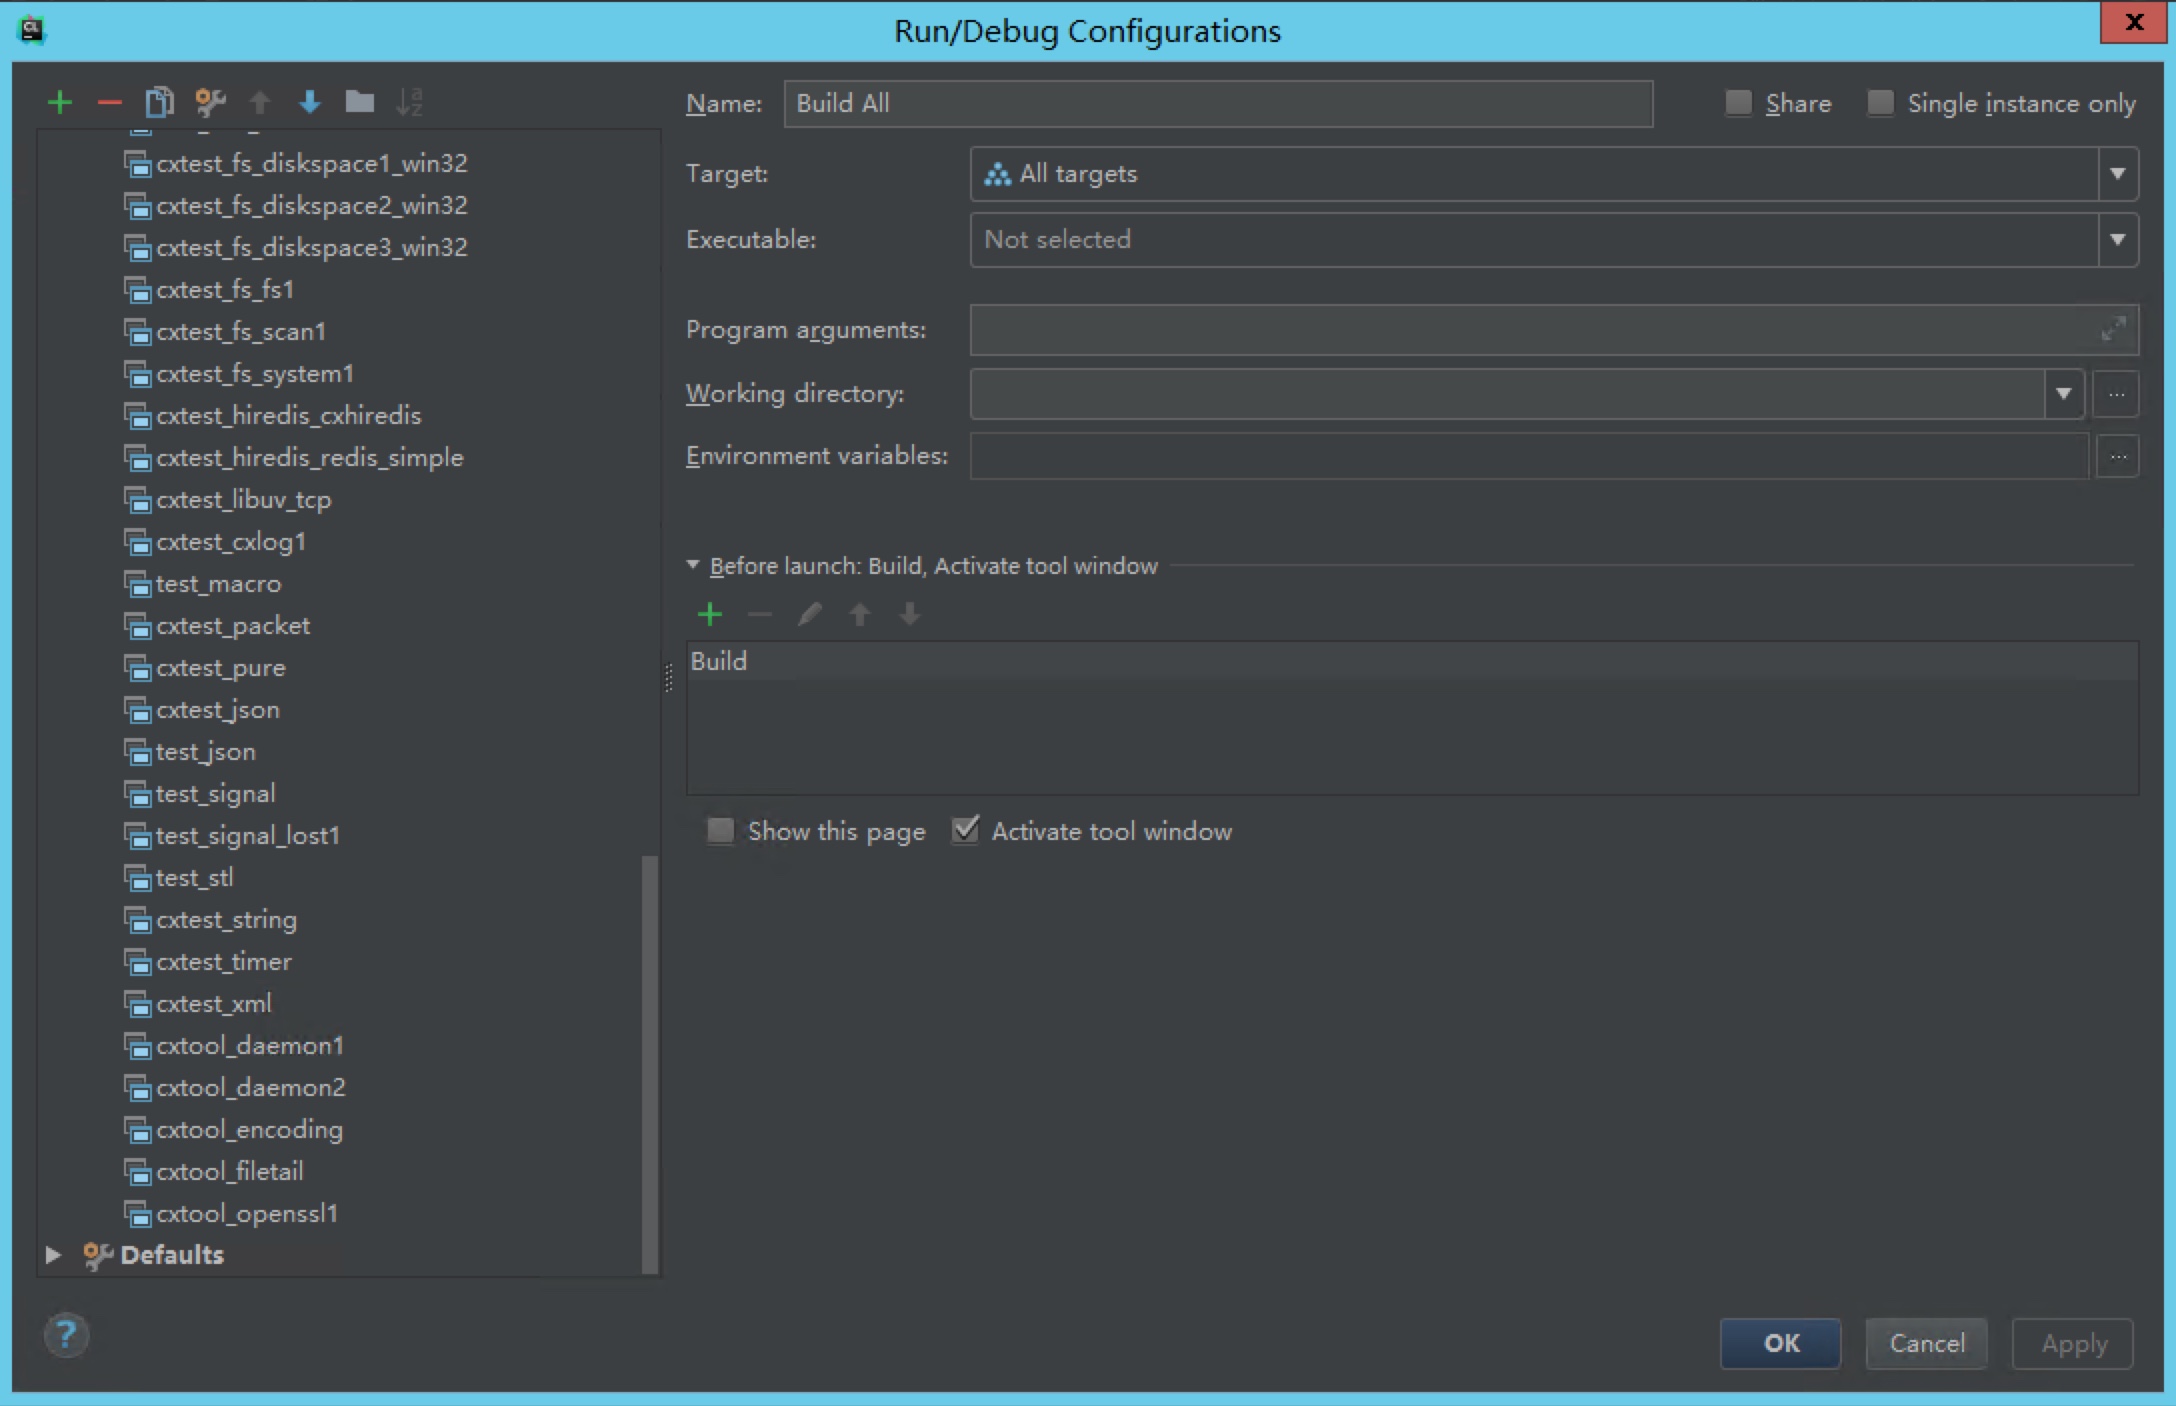 Run/Debug Configurations
Name: Build All Share Single instance only
cxtest_fs_diskspace1_win32
cxtest_fs_diskspace2_win32
cxtest_fs_diskspace3_win32
cxtest_fs_fs1
cxtest_fs_scan1
cxtest_fs_system1
cxtest_hiredis_cxhiredis
cxtest_hiredis_redis_simple
cxtest_libuv_tcp
cxtest_cxlog1
test_macro
cxtest_packet
cxtest_pure
cxtest_json
test_json
test_signal
test_signal_lost1
test_stl
cxtest_string
cxtest_timer
cxtest_xml
cxtool_daemon1
cxtool_daemon2
cxtool_encoding
cxtool_filetail
cxtool_openssl1
Defaults
Target: All targets
Executable: Not selected
Program arguments:
Working directory: ...
Environment variables: ...
Before launch: Build, Activate tool window
Build
Show this page Activate tool window
? OK Cancel Apply